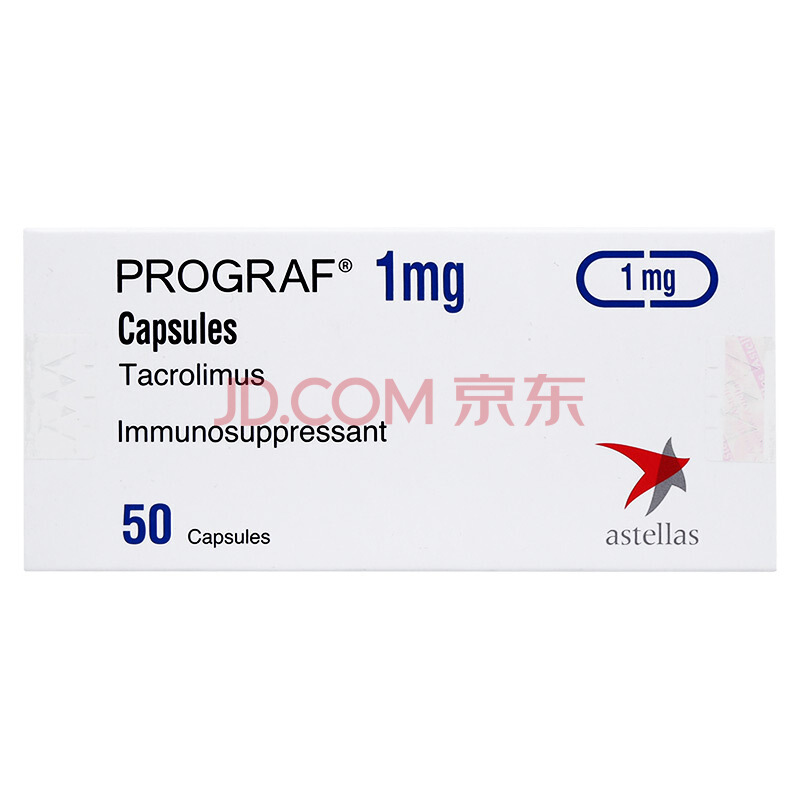 PROGRAF® 1mg
1 mg
Capsules
Tacrolimus
JD.COM 京东
Immunosuppressant
50 Capsules
astellas